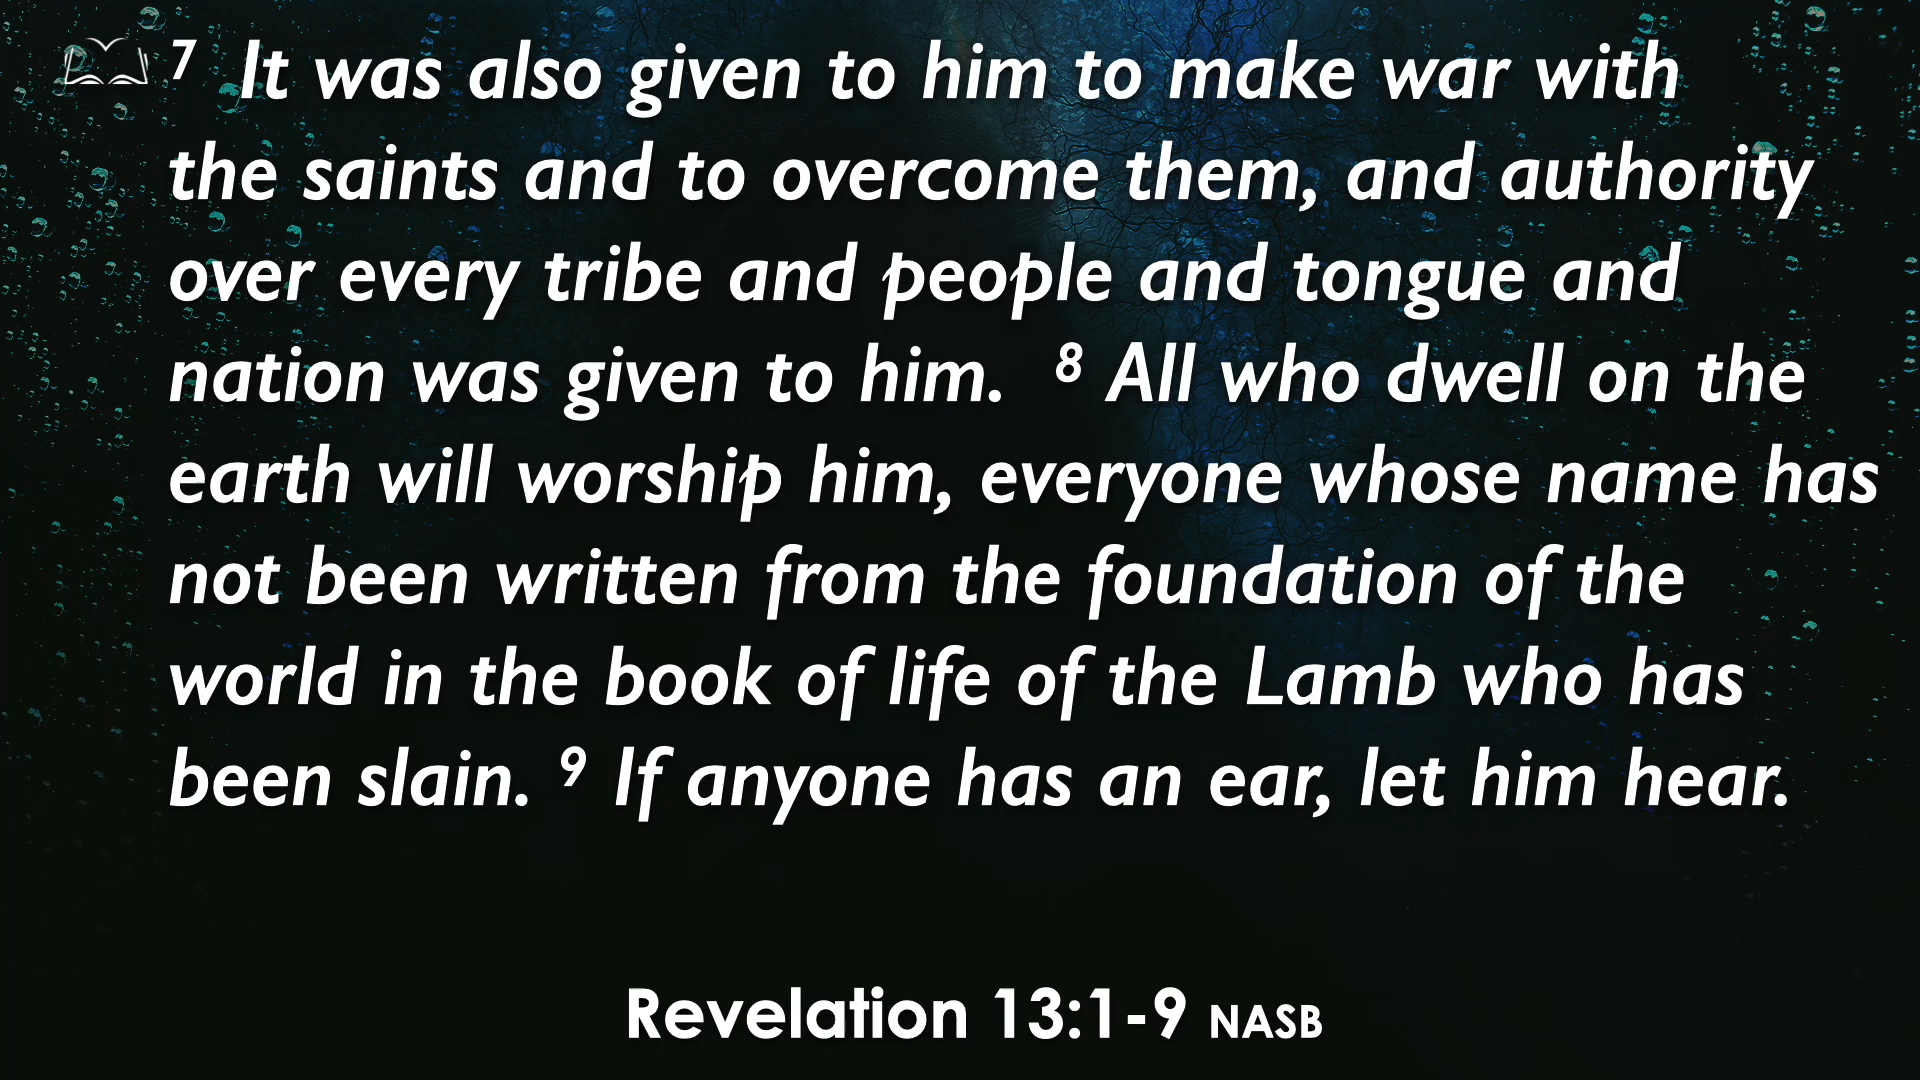 7 It was also given to him to make war with
the saints and to overcome them, and authority
over every tribe and people and tongue and
nation was given to him. 8 All who dwell on the
earth will worship him, everyone whose name has
not been written from the foundation of the
world in the book of life of the Lamb who has
been slain. 9 If anyone has an ear, let him hear.
Revelation 13:1-9 NASB